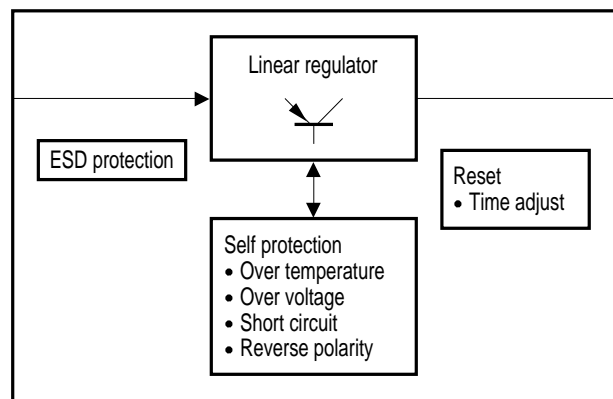 Linear regulator
ESD protection
Reset
• Time adjust
Self protection
• Over temperature
• Over voltage
• Short circuit
• Reverse polarity